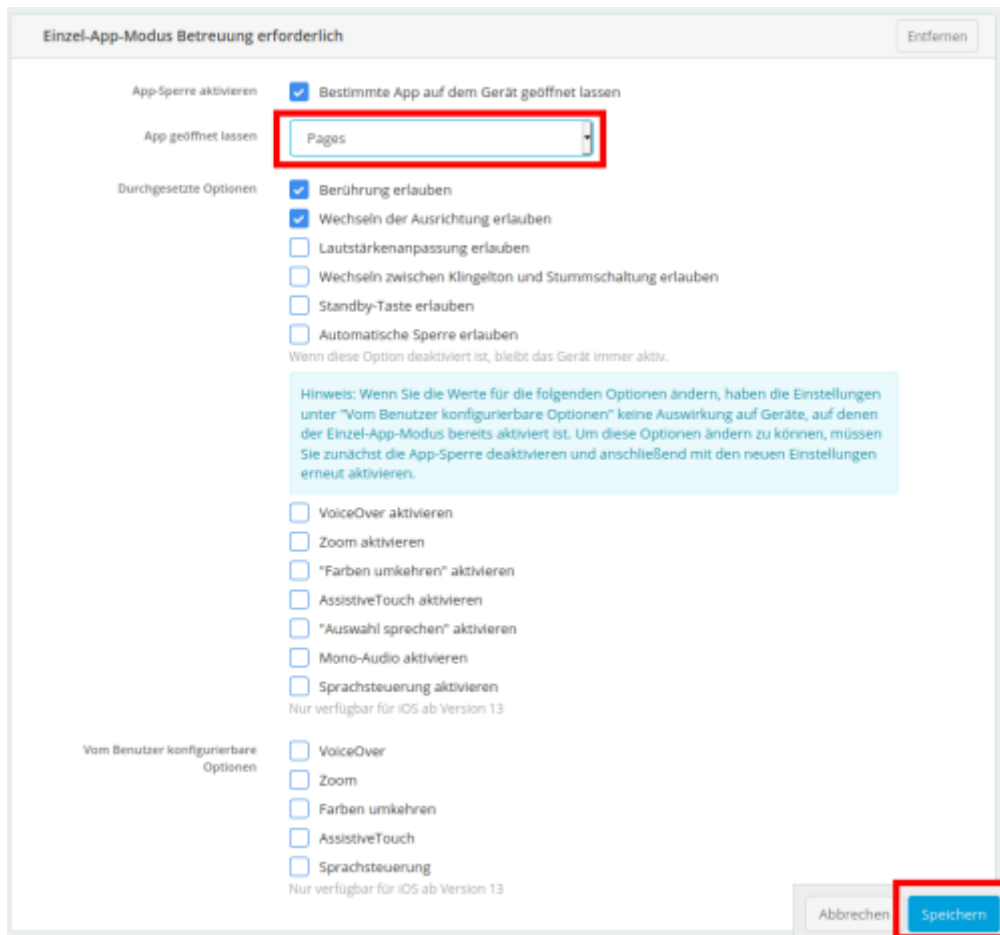 Einzel-App-Modus Betreuung erforderlich
Entfernen
App-Sperre aktivieren
Bestimmte App auf dem Gerät geöffnet lassen
App geöffnet lassen
Pages
Durchgesetzte Optionen
Berührung erlauben
Wechseln der Ausrichtung erlauben
Lautstärkenanpassung erlauben
Wechseln zwischen Klingelton und Stummschaltung erlauben
Standby-Taste erlauben
Automatische Sperre erlauben
Wenn diese Option deaktiviert ist, bleibt das Gerät immer aktiv.
Hinweis: Wenn Sie die Werte für die folgenden Optionen ändern, haben die Einstellungen
unter "Vom Benutzer konfigurierbare Optionen" keine Auswirkung auf Geräte, auf denen
der Einzel-App-Modus bereits aktiviert ist. Um diese Optionen ändern zu können, müssen
Sie zunächst die App-Sperre deaktivieren und anschließend mit den neuen Einstellungen
erneut aktivieren.
VoiceOver aktivieren
Zoom aktivieren
"Farben umkehren" aktivieren
AssistiveTouch aktivieren
"Auswahl sprechen" aktivieren
Mono-Audio aktivieren
Sprachsteuerung aktivieren
Nur verfügbar für iOS ab Version 13
Vom Benutzer konfigurierbare
Optionen
VoiceOver
Zoom
Farben umkehren
AssistiveTouch
Sprachsteuerung
Nur verfügbar für iOS ab Version 13
Abbrechen
Speichern